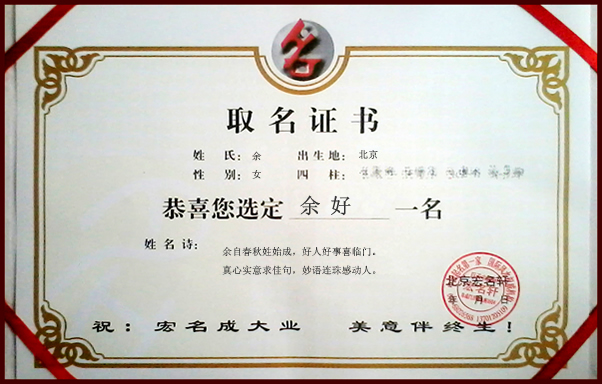 名
取名证书
姓 氏：余 出生地：北京
性 别：女 四 柱：
恭喜您选定 余好 一名
姓名诗：
余自春秋姓始成，好人好事喜临门。
真心实意求佳句，妙语连珠感动人。
北京宏名轩
年 月 日
祝：宏名成大业 美意伴终生！